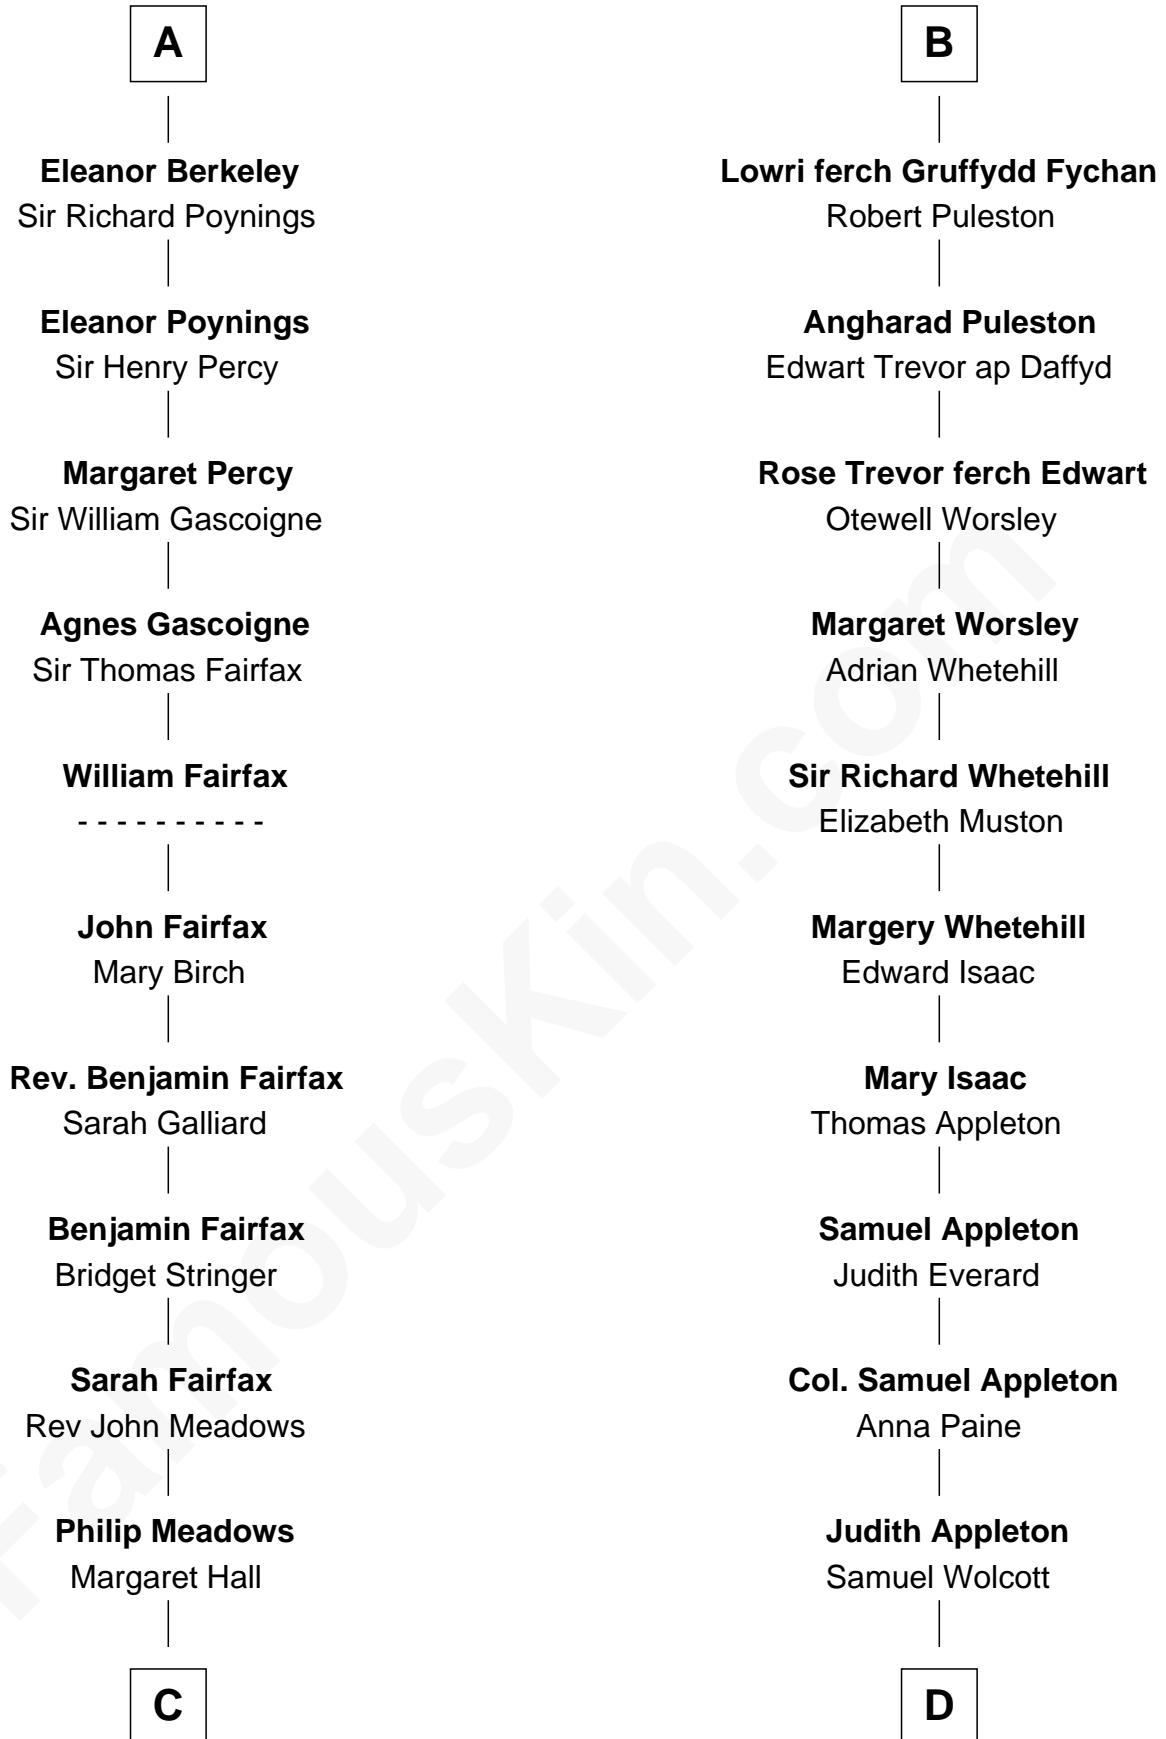 A
Eleanor Berkeley
Sir Richard Poynings
Eleanor Poynings
Sir Henry Percy
Margaret Percy
Sir William Gascoigne
Agnes Gascoigne
Sir Thomas Fairfax
William Fairfax
- - - - - - - - - -
John Fairfax
Mary Birch
Rev. Benjamin Fairfax
Sarah Galliard
Benjamin Fairfax
Bridget Stringer
Sarah Fairfax
Rev John Meadows
Philip Meadows
Margaret Hall
C
B
Lowri ferch Gruffydd Fychan
Robert Puleston
Angharad Puleston
Edwart Trevor ap Daffyd
Rose Trevor ferch Edwart
Otewell Worsley
Margaret Worsley
Adrian Whetehill
Sir Richard Whetehill
Elizabeth Muston
Margery Whetehill
Edward Isaac
Mary Isaac
Thomas Appleton
Samuel Appleton
Judith Everard
Col. Samuel Appleton
Anna Paine
Judith Appleton
Samuel Wolcott
D
FamousKin.com